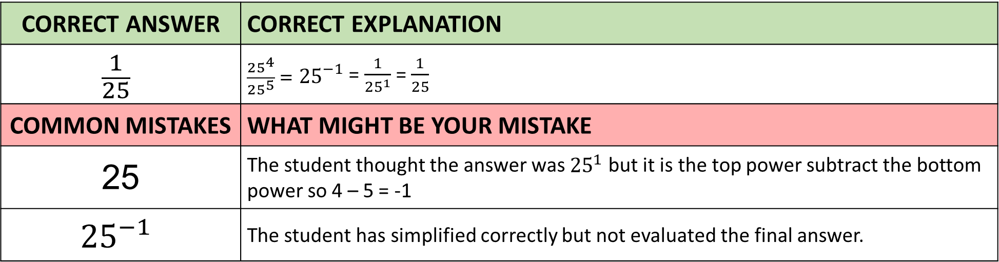 CORRECT ANSWER CORRECT EXPLANATION
1/25 25⁴/25⁵ = 25⁻¹ = 1/25¹ = 1/25
COMMON MISTAKES WHAT MIGHT BE YOUR MISTAKE
25 The student thought the answer was 25¹ but it is the top power subtract the bottom
power so 4 – 5 = -1
25⁻¹ The student has simplified correctly but not evaluated the final answer.